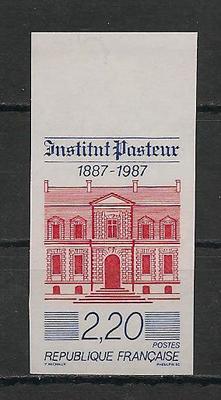 Institut Pasteur
1887-1987
2,20
POSTES
REPUBLIQUE FRANÇAISE